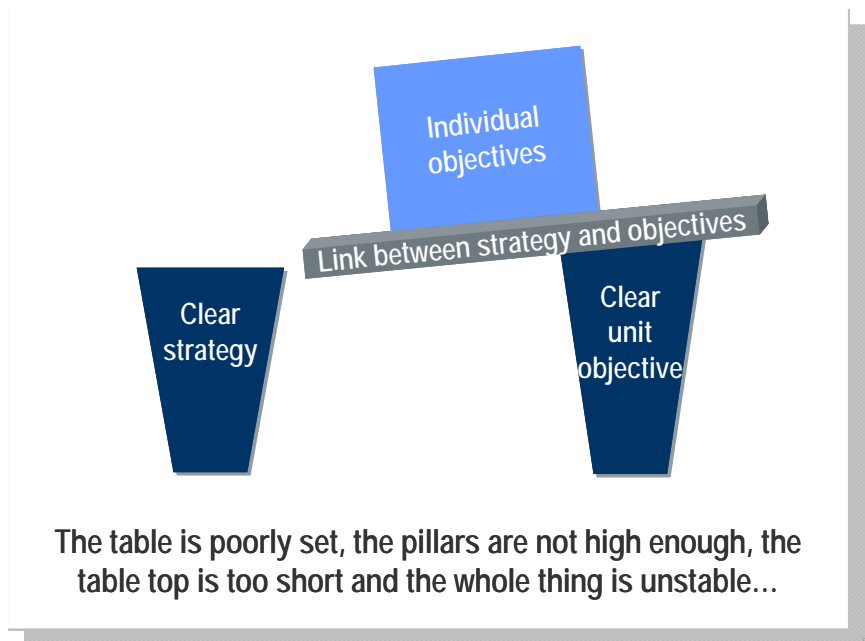 Individual
objectives
Link between strategy and objectives
Clear
strategy
Clear
unit
objective
The table is poorly set, the pillars are not high enough, the
table top is too short and the whole thing is unstable…